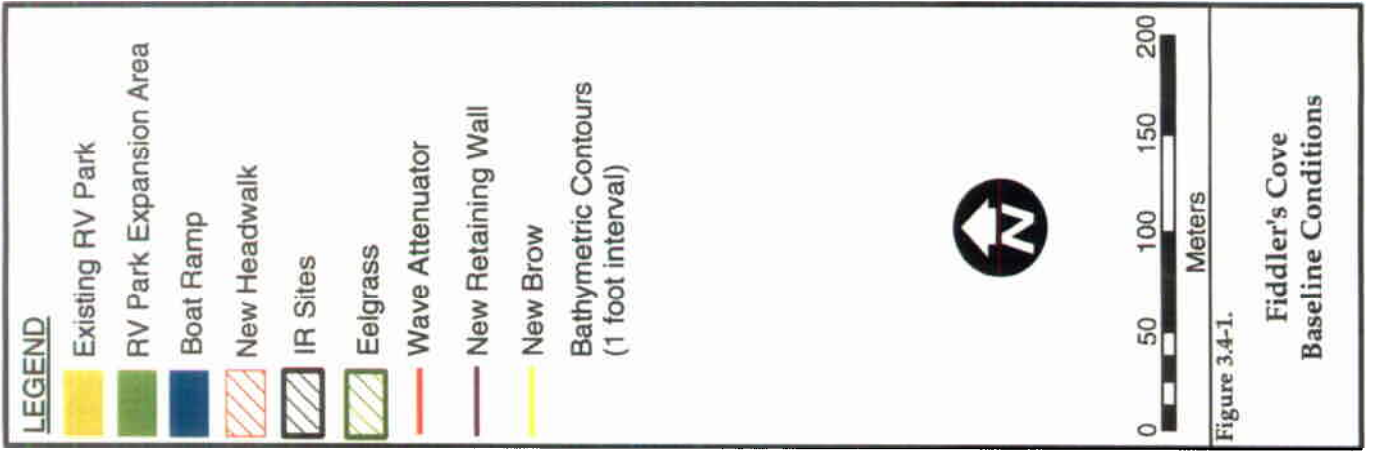 LEGEND
Existing RV Park
RV Park Expansion Area
Boat Ramp
New Headwalk
IR Sites
Eelgrass
Wave Attenuator
New Retaining Wall
New Brow
Bathymetric Contours
(1 foot interval)
N
0 50 100 150 200
Meters
Figure 3.4-1.
Fiddler's Cove
Baseline Conditions